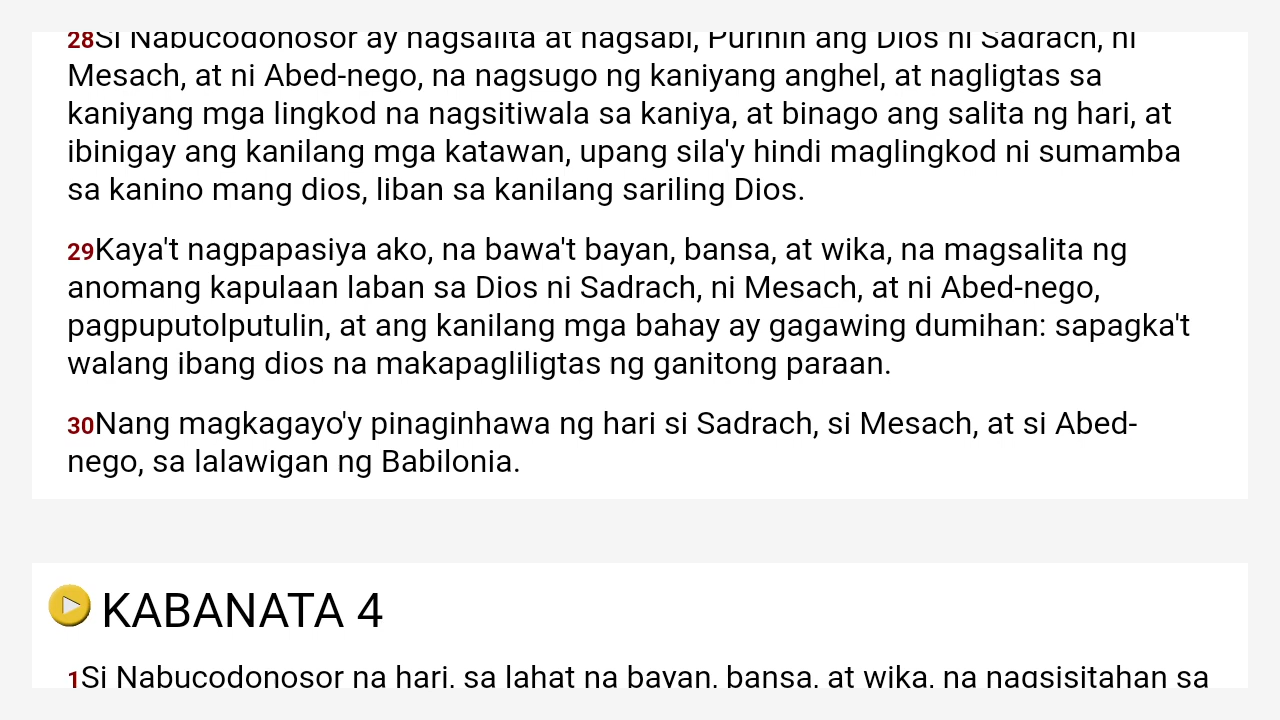 28Si Nabucodonosor ay nagsalita at nagsabi, Purihin ang Dios ni Sadrach, ni
Mesach, at ni Abed-nego, na nagsugo ng kaniyang anghel, at nagligtas sa
kaniyang mga lingkod na nagsitiwala sa kaniya, at binago ang salita ng hari, at
ibinigay ang kanilang mga katawan, upang sila'y hindi maglingkod ni sumamba
sa kanino mang dios, liban sa kanilang sariling Dios.
29Kaya't nagpapasiya ako, na bawa't bayan, bansa, at wika, na magsalita ng
anomang kapulaan laban sa Dios ni Sadrach, ni Mesach, at ni Abed-nego,
pagpuputolputulin, at ang kanilang mga bahay ay gagawing dumihan: sapagka't
walang ibang dios na makapagliligtas ng ganitong paraan.
30Nang magkagayo'y pinaginhawa ng hari si Sadrach, si Mesach, at si Abed-
nego, sa lalawigan ng Babilonia.
KABANATA 4
1Si Nabucodonosor na hari, sa lahat na bayan, bansa, at wika, na nagsisitahan sa